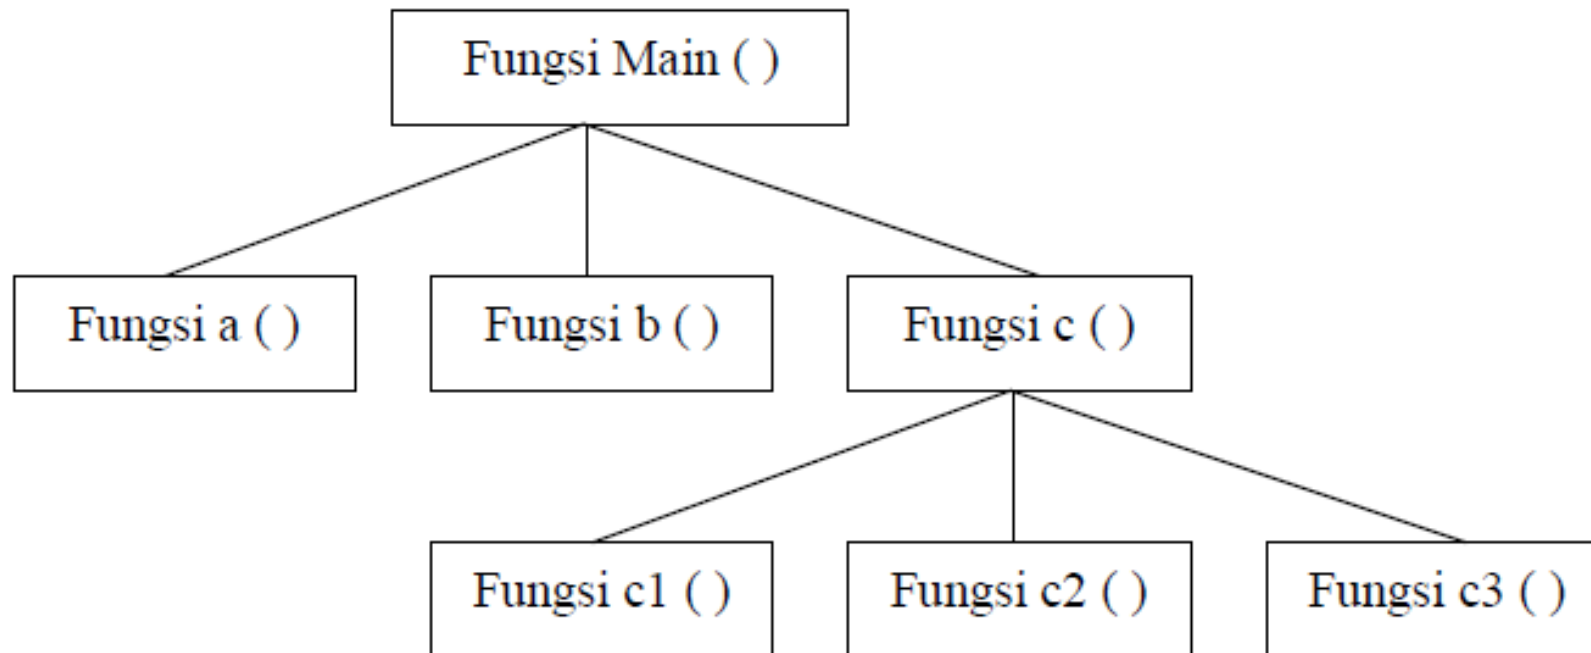 Fungsi Main ( )
Fungsi a ( )
Fungsi b ( )
Fungsi c ( )
Fungsi c1 ( )
Fungsi c2 ( )
Fungsi c3 ( )